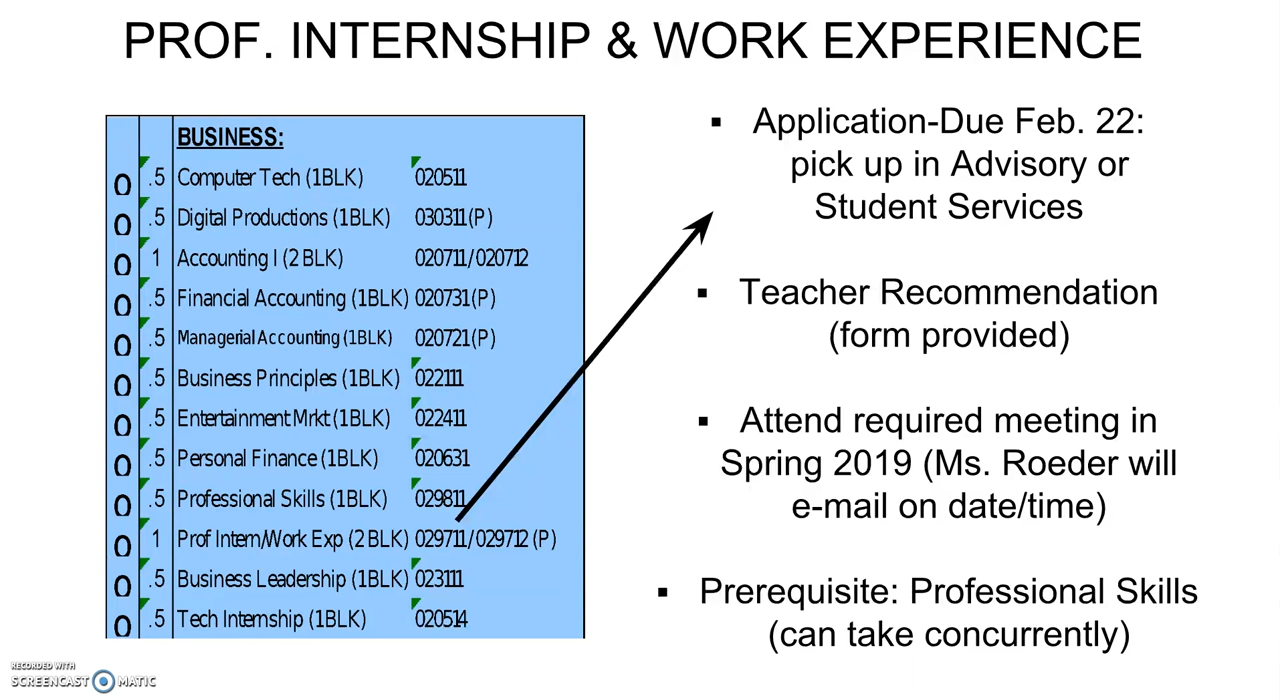 PROF. INTERNSHIP & WORK EXPERIENCE
BUSINESS:
0 .5 Computer Tech (1BLK) 020511
0 .5 Digital Productions (1BLK) 030311(P)
0 1 Accounting I (2 BLK) 020711/020712
0 .5 Financial Accounting (1BLK) 020731(P)
0 .5 Managerial Accounting (1BLK) 020721(P)
0 .5 Business Principles (1BLK) 022111
0 .5 Entertainment Mrkt (1BLK) 022411
0 .5 Personal Finance (1BLK) 020631
0 .5 Professional Skills (1BLK) 029811
0 1 Prof Intern/Work Exp (2 BLK) 029711/029712 (P)
0 .5 Business Leadership (1BLK) 023111
0 .5 Tech Internship (1BLK) 020514
▪ Application-Due Feb. 22:
pick up in Advisory or
Student Services
▪ Teacher Recommendation
(form provided)
▪ Attend required meeting in
Spring 2019 (Ms. Roeder will
e-mail on date/time)
▪ Prerequisite: Professional Skills
(can take concurrently)
RECORDED WITH
SCREENCAST MATIC